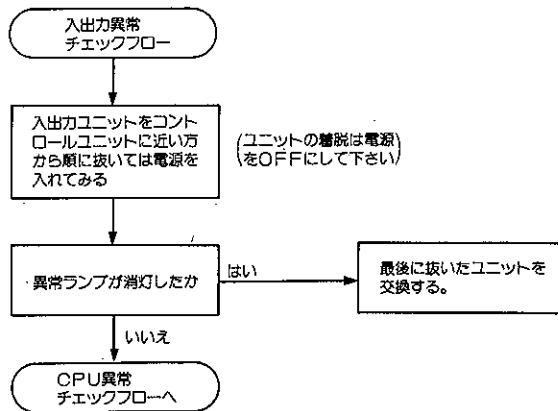 入出力異常
チェックフロー
入出力ユニットをコント
ロールユニットに近い方
から順に抜いては電源を
入れてみる
(ユニットの着脱は電源
をOFFにして下さい)
異常ランプが消灯したか
はい
最後に抜いたユニットを
交換する。
いいえ
CPU異常
チェックフローへ